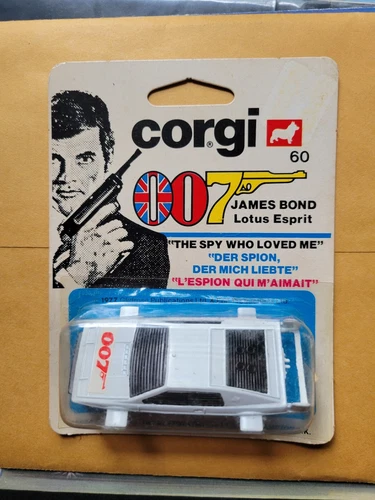 corgi®
60
007
JAMES BOND
Lotus Esprit
"THE SPY WHO LOVED ME"
"DER SPION,
DER MICH LIEBTE"
"L'ESPION QUI M'AIMAIT"
1977
007